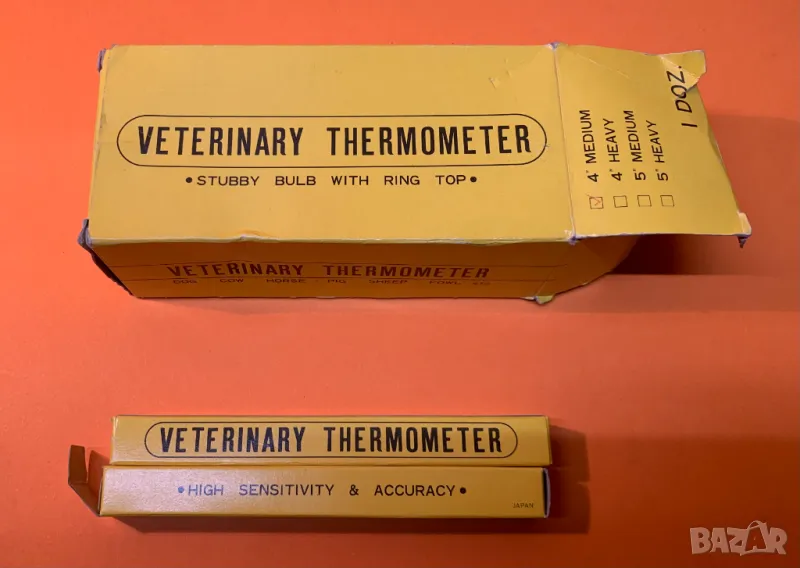 VETERINARY THERMOMETER
• STUBBY BULB WITH RING TOP •
4" MEDIUM
4" HEAVY
5" MEDIUM
5" HEAVY
1 DOZ.
VETERINARY THERMOMETER
DOG COW HORSE PIG SHEEP FOWL ETC
VETERINARY THERMOMETER
• HIGH SENSITIVITY & ACCURACY •
JAPAN
BAZAR